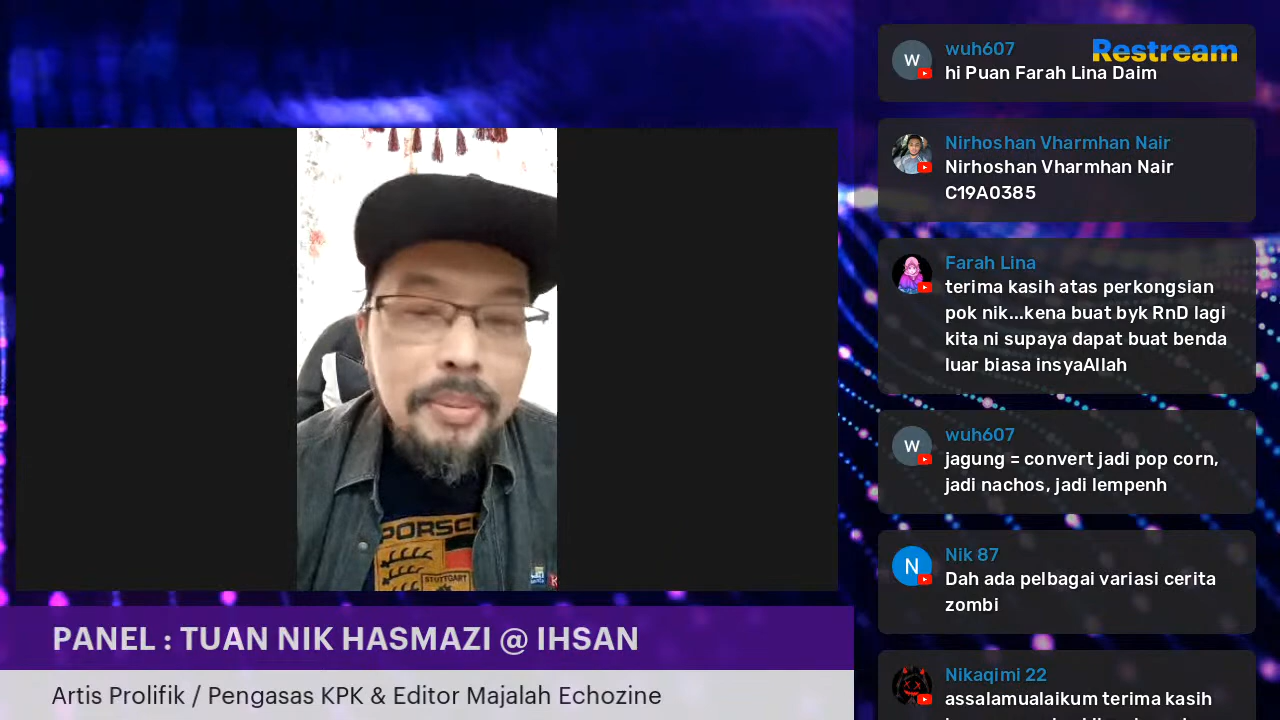 PORSC
STUTTGART
PANEL : TUAN NIK HASMAZI @ IHSAN
Artis Prolifik / Pengasas KPK & Editor Majalah Echozine
Restream
W
wuh607
hi Puan Farah Lina Daim
Nirhoshan Vharmhan Nair
Nirhoshan Vharmhan Nair
C19A0385
Farah Lina
terima kasih atas perkongsian
pok nik...kena buat byk RnD lagi
kita ni supaya dapat buat benda
luar biasa insyaAllah
W
wuh607
jagung = convert jadi pop corn,
jadi nachos, jadi lempenh
N
Nik 87
Dah ada pelbagai variasi cerita
zombi
Nikaqimi 22
assalamualaikum terima kasih